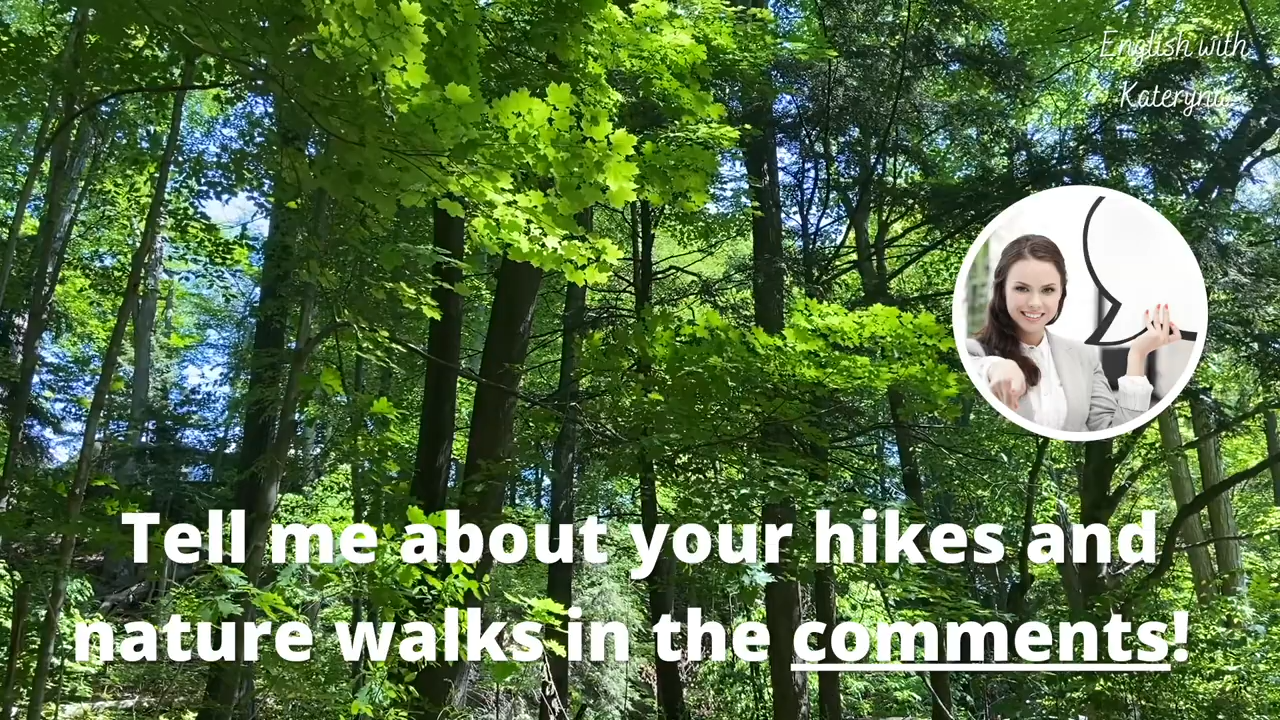 English with
Kateryna
Tell me about your hikes and
nature walks in the comments!